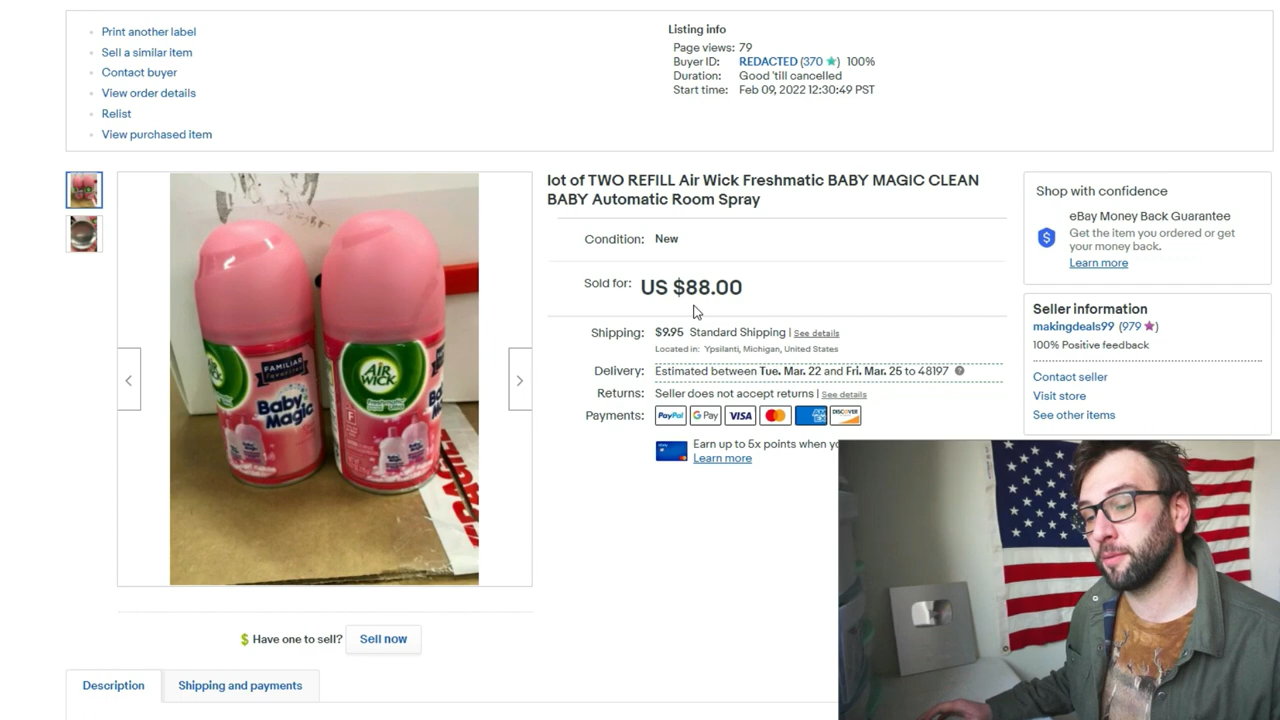 Print another label
Sell a similar item
Contact buyer
View order details
Relist
View purchased item
Listing info
Page views: 79
Buyer ID: REDACTED (370 ★) 100%
Duration: Good 'till cancelled
Start time: Feb 09, 2022 12:30:49 PST
lot of TWO REFILL Air Wick Freshmatic BABY MAGIC CLEAN
BABY Automatic Room Spray
Condition: New
Sold for: US $88.00
Shipping: $9.95 Standard Shipping | See details
Located in: Ypsilanti, Michigan, United States
Delivery: Estimated between Tue. Mar. 22 and Fri. Mar. 25 to 48197
Returns: Seller does not accept returns | See details
Payments: PayPal G Pay VISA AM EX DISCOVER
Earn up to 5x points when
Learn more
Shop with confidence
eBay Money Back Guarantee
Get the item you ordered or get
your money back.
Learn more
Seller information
makingdeals99 (979 ★)
100% Positive feedback
Contact seller
Visit store
See other items
FAMILIAR
Baby
Magic
AIR
WICK
F
$ Have one to sell? Sell now
Description
Shipping and payments